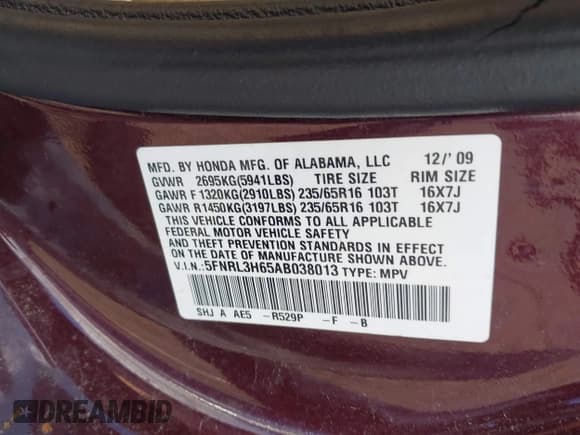 MFD. BY HONDA MFG. OF ALABAMA, LLC 12/' 09
GVWR 2695KG(5941LBS) TIRE SIZE RIM SIZE
GAWR F 1320KG(2910LBS) 235/65R16 103T 16X7J
GAWR R1450KG(3197LBS) 235/65R16 103T 16X7J
THIS VEHICLE CONFORMS TO ALL APPLICABLE
FEDERAL MOTOR VEHICLE SAFETY
AND THEFT PREVENTION STANDARDS IN EFFECT
ON THE DATE OF MANUFACTURE SHOWN ABOVE.
V.I.N.:5FNRL3H65AB038013 TYPE: MPV
SHJ A AE5 -R529P -F -B
DREAMBID